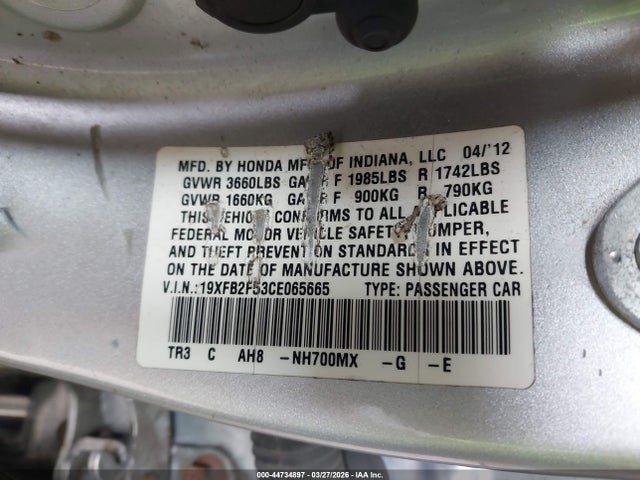 MFD. BY HONDA MFG OF INDIANA, LLC 04/'12
GVWR 3660LBS GAWR F 1985LBS R 1742LBS
GVWR 1660KG GAWR F 900KG R 790KG
THIS VEHICLE CONFORMS TO ALL APPLICABLE
FEDERAL MOTOR VEHICLE SAFETY, BUMPER,
AND THEFT PREVENTION STANDARDS IN EFFECT
ON THE DATE OF MANUFACTURE SHOWN ABOVE.
V.I.N.:19XFB2F53CE065665 TYPE: PASSENGER CAR
TR3 C AH8 -NH700MX -G -E
000-44734897 | 03/27/2026 | IAA Inc.